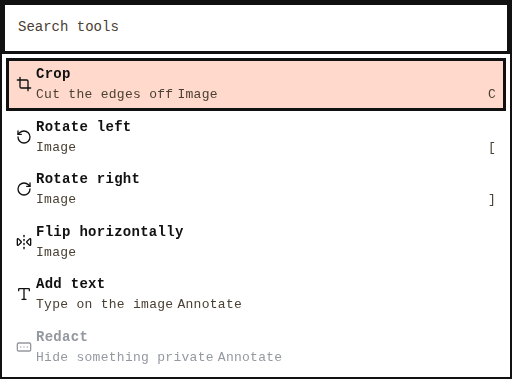 Search tools
Crop
Cut the edges off Image C
Rotate left
Image [
Rotate right
Image ]
Flip horizontally
Image
Add text
Type on the image Annotate
Redact
Hide something private Annotate